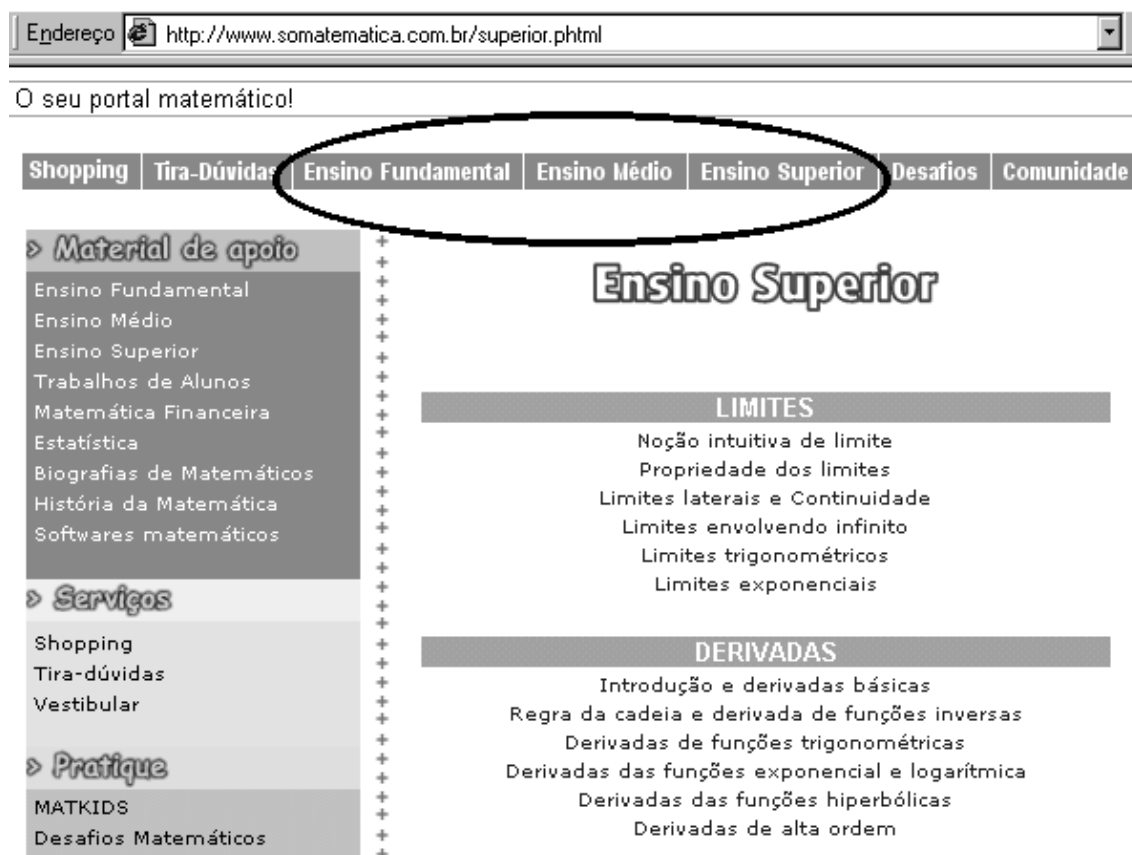 Endereço http://www.somatematica.com.br/superior.phtml
O seu portal matemático!
Shopping Tira-Dúvidas Ensino Fundamental Ensino Médio Ensino Superior Desafios Comunidade
» Material de apoio
Ensino Fundamental
Ensino Médio
Ensino Superior
Trabalhos de Alunos
Matemática Financeira
Estatística
Biografias de Matemáticos
História da Matemática
Softwares matemáticos
» Serviços
Shopping
Tira-dúvidas
Vestibular
» Pratique
MATKIDS
Desafios Matemáticos
Ensino Superior
LIMITES
Noção intuitiva de limite
Propriedade dos limites
Limites laterais e Continuidade
Limites envolvendo infinito
Limites trigonométricos
Limites exponenciais
DERIVADAS
Introdução e derivadas básicas
Regra da cadeia e derivada de funções inversas
Derivadas de funções trigonométricas
Derivadas das funções exponencial e logarítmica
Derivadas das funções hiperbólicas
Derivadas de alta ordem